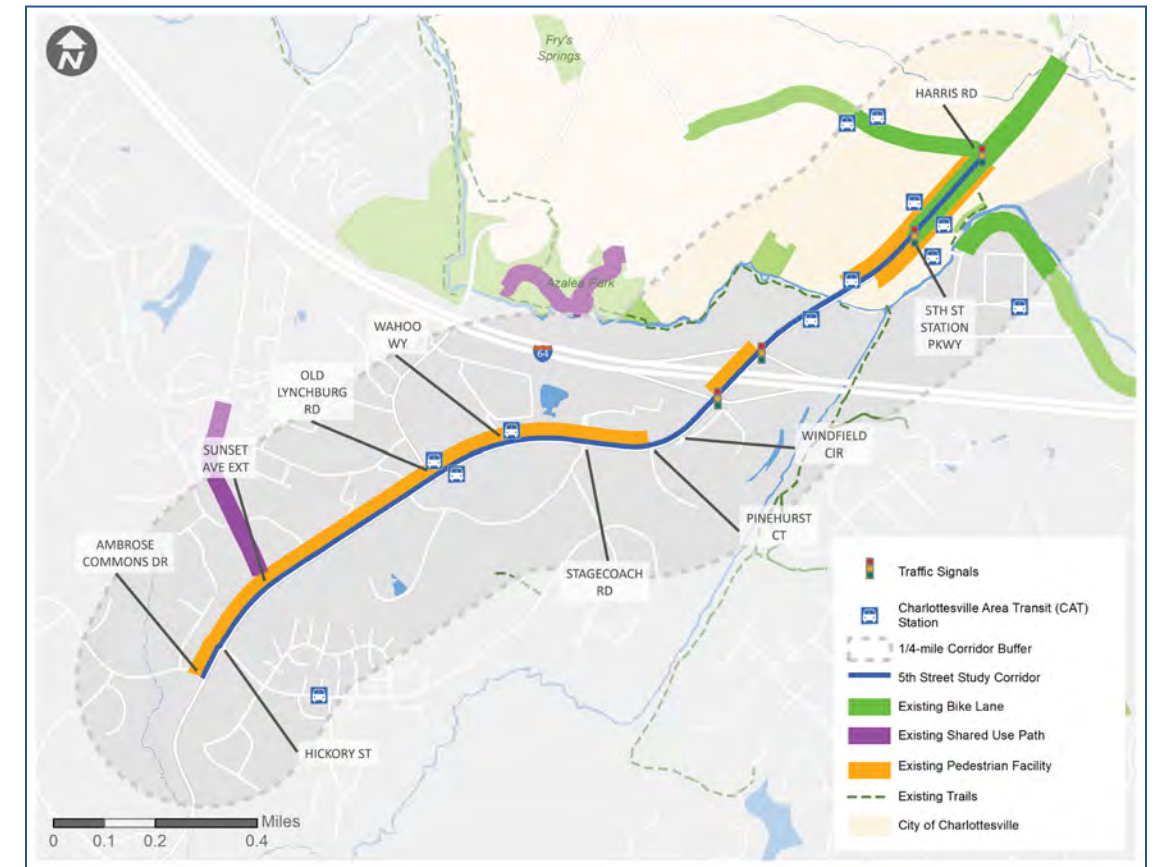 N
Fry's
Springs
HARRIS RD
Azalea Park
5TH ST
STATION
PKWY
WAHOO
WY
64
OLD
LYNCHBURG
RD
SUNSET
AVE EXT
WINDFIELD
CIR
PINEHURST
CT
AMBROSE
COMMONS DR
STAGECOACH
RD
HICKORY ST
Traffic Signals
Charlottesville Area Transit (CAT)
Station
1/4-mile Corridor Buffer
5th Street Study Corridor
Existing Bike Lane
Existing Shared Use Path
Existing Pedestrian Facility
Existing Trails
City of Charlottesville
Miles
0 0.1 0.2 0.4